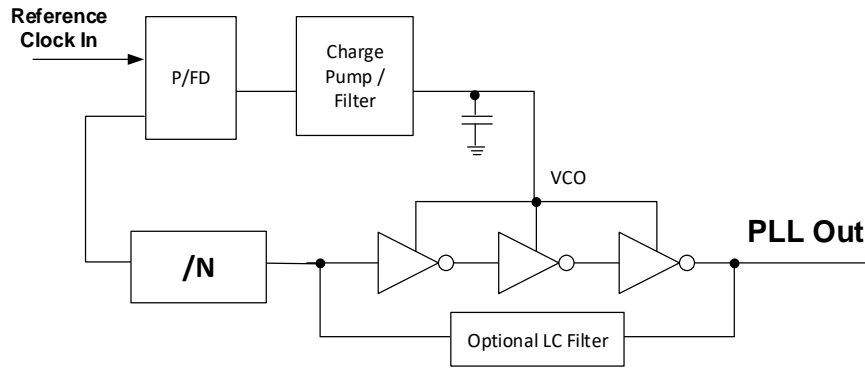 Reference
Clock In
P/FD
Charge
Pump /
Filter
VCO
PLL Out
/N
Optional LC Filter